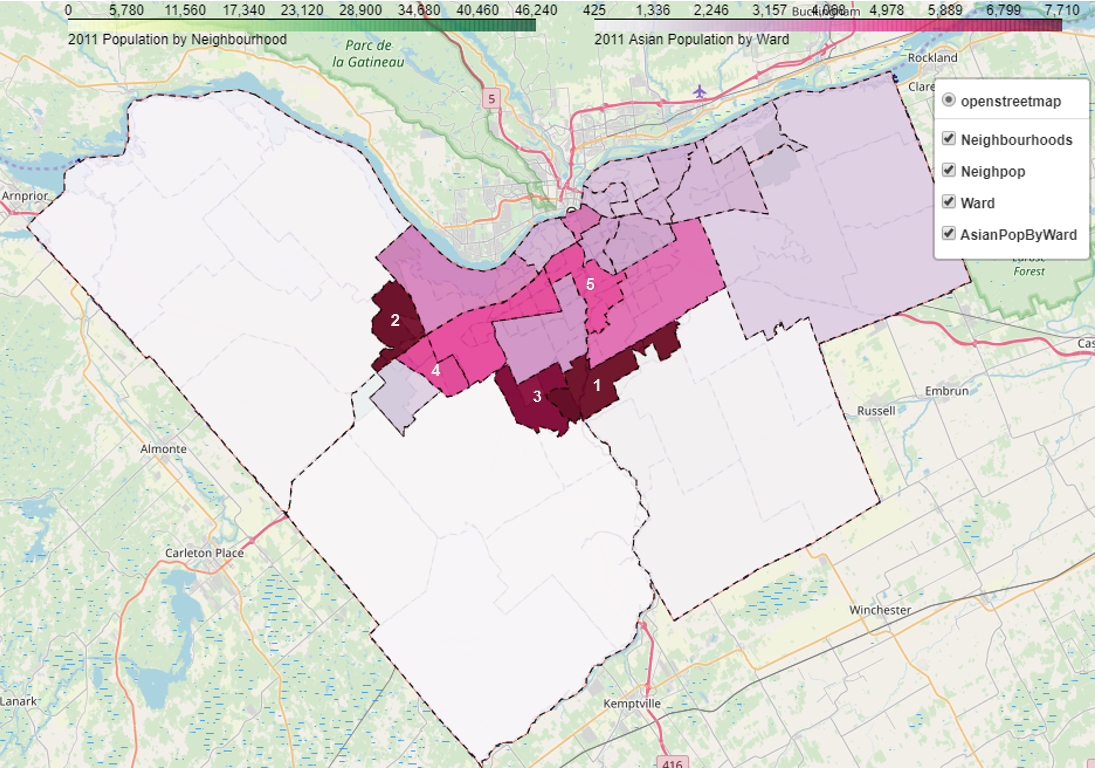 0 5,780 11,560 17,340 23,120 28,900 34,680 40,460 46,240
2011 Population by Neighbourhood
425 1,336 2,246 3,157 4,068 4,978 5,889 6,799 7,710
2011 Asian Population by Ward
Buckingham
Parc de
la Gatineau
Rockland
Clare
5
openstreetmap
Neighbourhoods
Neighpop
Ward
AsianPopByWard
Arnprior
Forest
5
2
4
1
3
Cas
Embrun
Russell
Almonte
Carleton Place
Winchester
Lanark
Kemptville
416